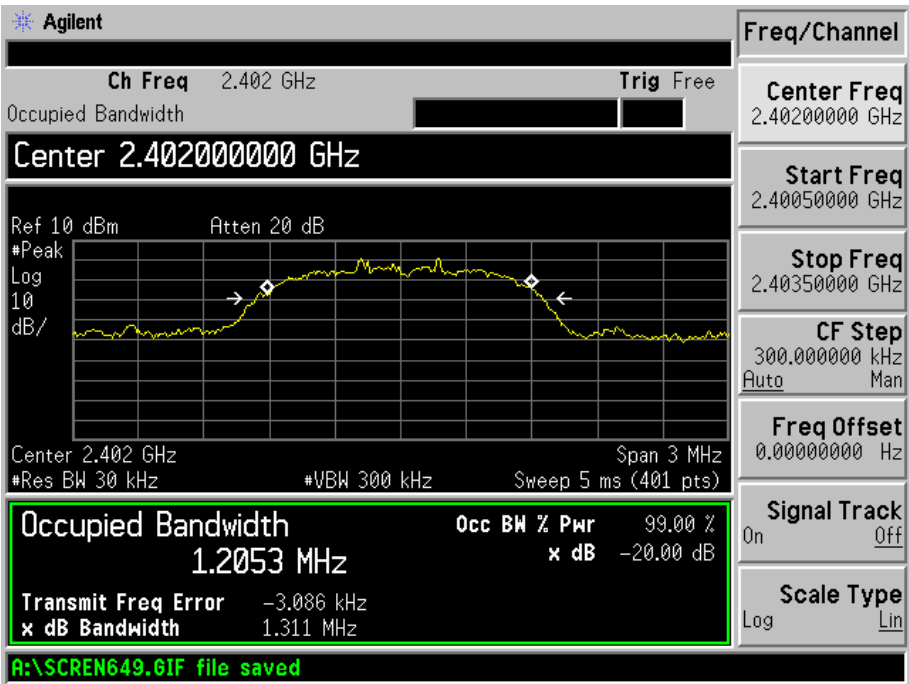 Agilent
Freq/Channel
Ch Freq 2.402 GHz Trig Free
Occupied Bandwidth
Center 2.402000000 GHz
Ref 10 dBm Atten 20 dB
#Peak
Log
10
dB/
Center 2.402 GHz Span 3 MHz
#Res BW 30 kHz #VBW 300 kHz Sweep 5 ms (401 pts)
Occupied Bandwidth
1.2053 MHz
Occ BW % Pwr 99.00 %
x dB -20.00 dB
Transmit Freq Error -3.086 kHz
x dB Bandwidth 1.311 MHz
A:\SCREN649.GIF file saved
Center Freq
2.40200000 GHz
Start Freq
2.40050000 GHz
Stop Freq
2.40350000 GHz
CF Step
300.000000 kHz
Auto Man
Freq Offset
0.00000000 Hz
Signal Track
On Off
Scale Type
Log Lin